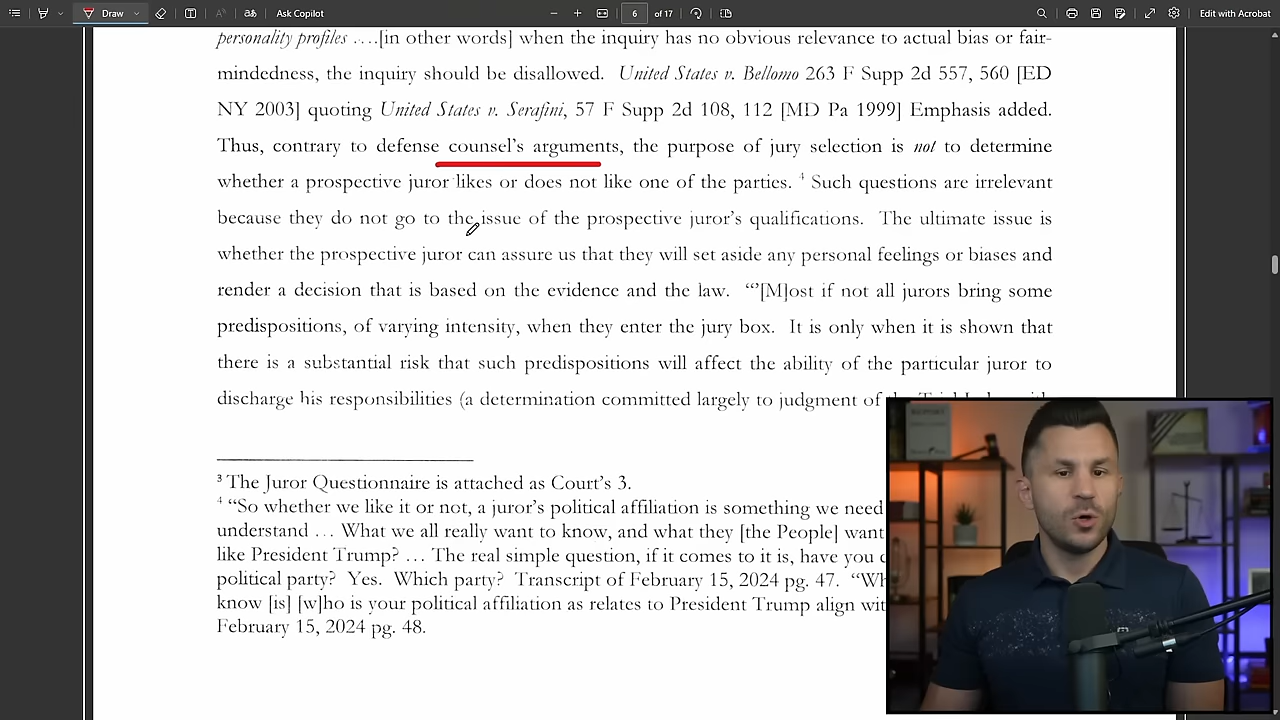 Draw
Ask Copilot
6 of 17
Edit with Acrobat
personality profiles ….[in other words] when the inquiry has no obvious relevance to actual bias or fair-
mindedness, the inquiry should be disallowed. United States v. Bellomo 263 F Supp 2d 557, 560 [ED
NY 2003] quoting United States v. Serafini, 57 F Supp 2d 108, 112 [MD Pa 1999] Emphasis added.
Thus, contrary to defense counsel's arguments, the purpose of jury selection is not to determine
whether a prospective juror likes or does not like one of the parties. ⁴ Such questions are irrelevant
because they do not go to the issue of the prospective juror's qualifications. The ultimate issue is
whether the prospective juror can assure us that they will set aside any personal feelings or biases and
render a decision that is based on the evidence and the law. "'[M]ost if not all jurors bring some
predispositions, of varying intensity, when they enter the jury box. It is only when it is shown that
there is a substantial risk that such predispositions will affect the ability of the particular juror to
discharge his responsibilities (a determination committed largely to judgment of
³ The Juror Questionnaire is attached as Court's 3.
⁴ "So whether we like it or not, a juror's political affiliation is something we need
understand … What we all really want to know, and what they [the People] want
like President Trump? … The real simple question, if it comes to it is, have you
political party? Yes. Which party? Transcript of February 15, 2024 pg. 47.
know [is] [w]ho is your political affiliation as relates to President Trump align
February 15, 2024 pg. 48.